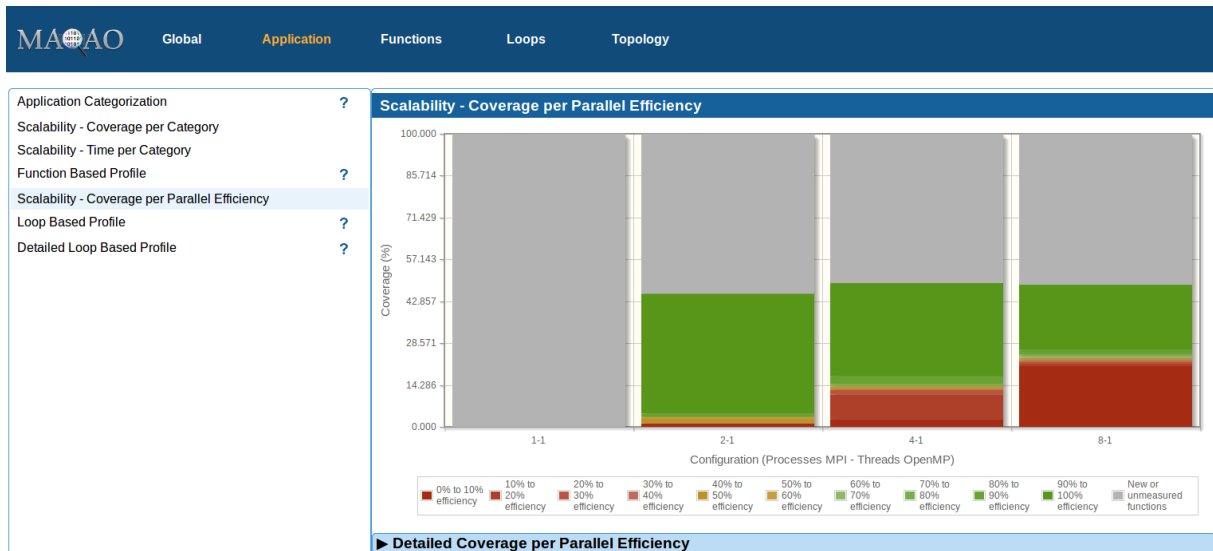 MAQAO
Global
Application
Functions
Loops
Topology
Application Categorization ?
Scalability - Coverage per Category
Scalability - Time per Category
Function Based Profile ?
Scalability - Coverage per Parallel Efficiency
Loop Based Profile ?
Detailed Loop Based Profile ?
Scalability - Coverage per Parallel Efficiency
100.000
85.714
71.429
57.143
42.857
28.571
14.286
0.000
Coverage (%)
1-1
2-1
4-1
8-1
Configuration (Processes MPI - Threads OpenMP)
0% to 10%
efficiency
10% to
20%
efficiency
20% to
30%
efficiency
30% to
40%
efficiency
40% to
50%
efficiency
50% to
60%
efficiency
60% to
70%
efficiency
70% to
80%
efficiency
80% to
90%
efficiency
90% to
100%
efficiency
New or
unmeasured
functions
▶ Detailed Coverage per Parallel Efficiency